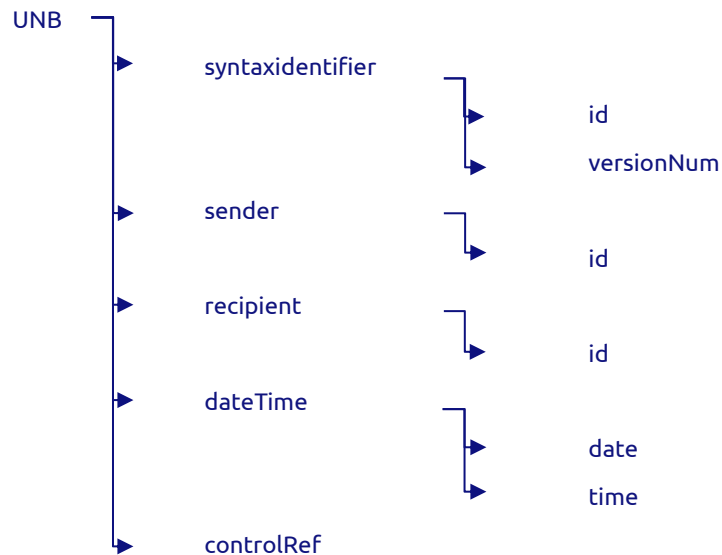 UNB
syntaxidentifier
id
versionNum
sender
id
recipient
id
dateTime
date
time
controlRef